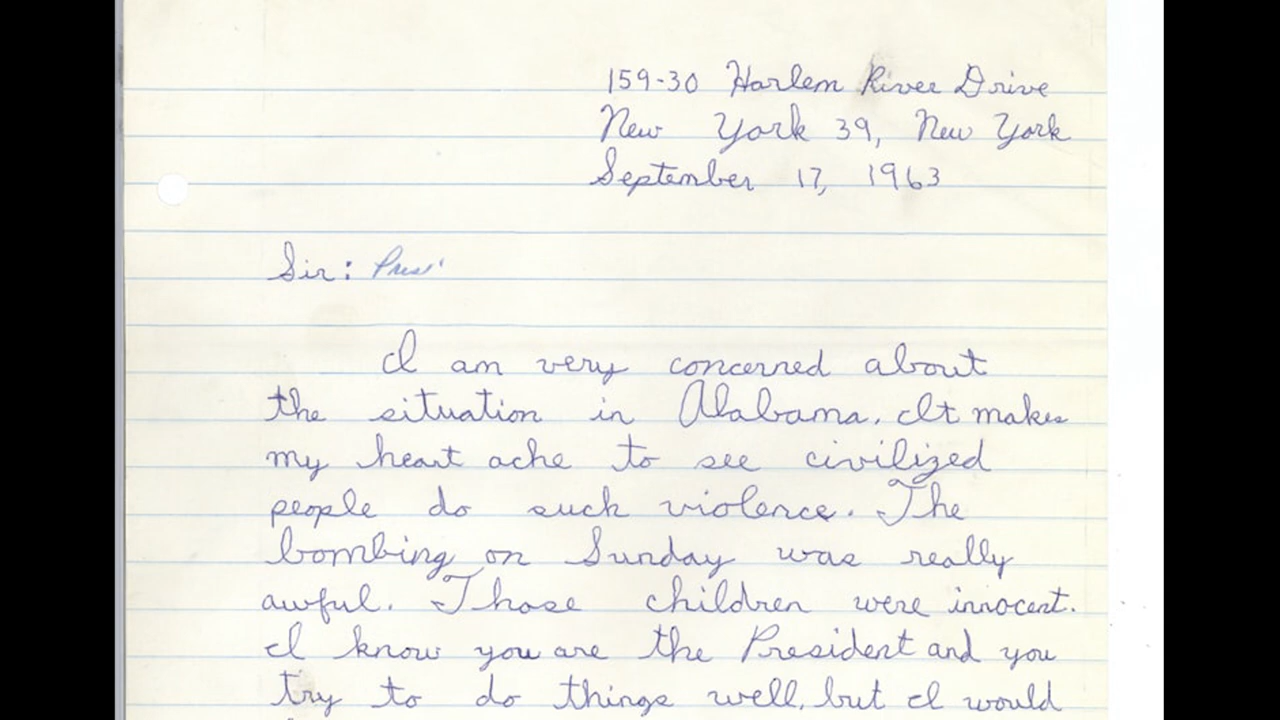 159-30 Harlem River Drive
New York 39, New York
September 17, 1963
Sir: Pres'
I am very concerned about
the situation in Alabama. It makes
my heart ache to see civilized
people do such violence. The
bombing on Sunday was really
awful. Those children were innocent.
I know you are the President and you
try to do things well, but I would